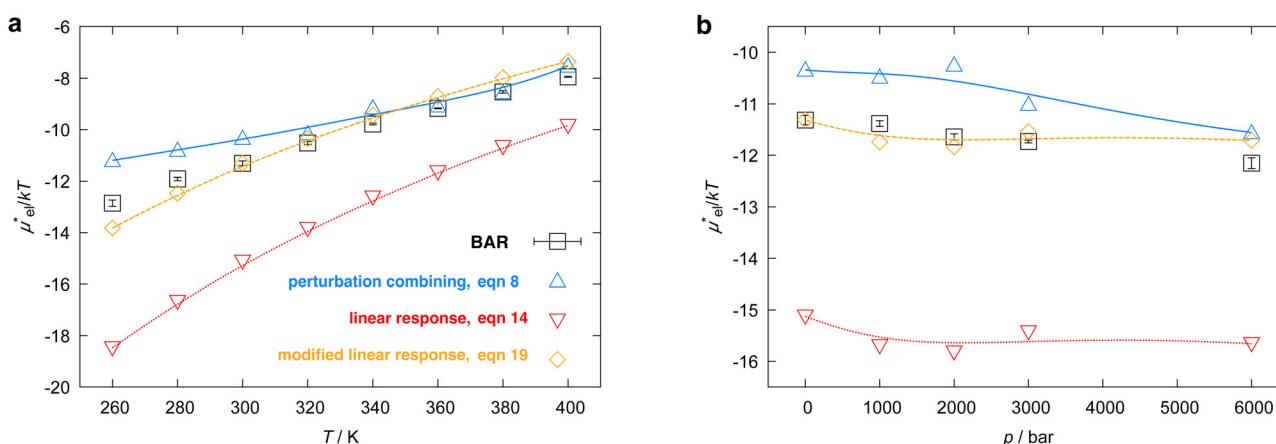 a
-6
-8
-10
-12
-14
-16
-18
-20
μ*el/kT
260 280 300 320 340 360 380 400
T / K
BAR
perturbation combining, eqn 8
linear response, eqn 14
modified linear response, eqn 19
b
-10
-11
-12
-13
-14
-15
-16
μ*el/kT
0 1000 2000 3000 4000 5000 6000
p / bar